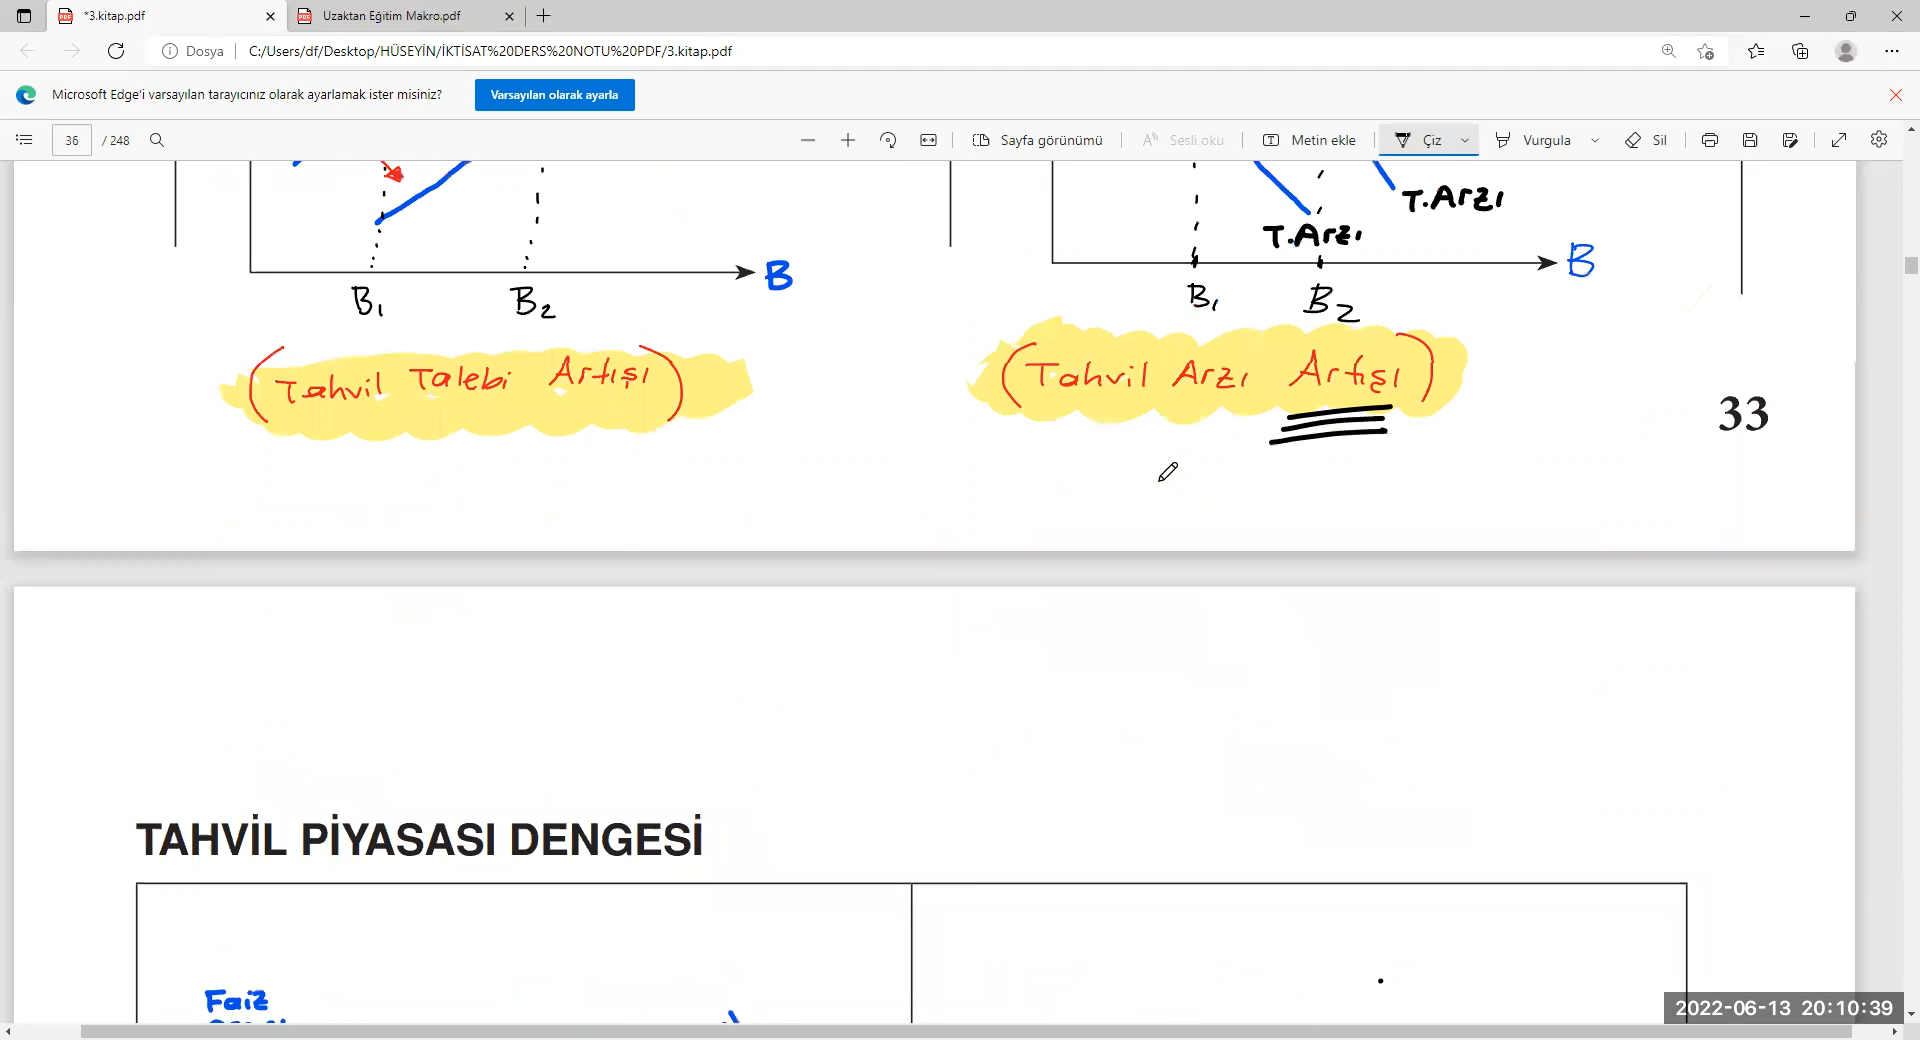 *3.kitap.pdf
Uzaktan Eğitim Makro.pdf
Dosya
C:/Users/df/Desktop/HÜSEYİN/İKTİSAT%20DERS%20NOTU%20PDF/3.kitap.pdf
Microsoft Edge'i varsayılan tarayıcınız olarak ayarlamak ister misiniz?
Varsayılan olarak ayarla
36 / 248
Sayfa görünümü
Sesli oku
Metin ekle
Çiz
Vurgula
Sil
T.Arzı
T.Arzı
B
B
B1
B2
B1
B2
(Tahvil Talebi Artışı)
(Tahvil Arzı Artışı)
33
TAHVİL PİYASASI DENGESİ
Faiz
2022-06-13 20:10:39